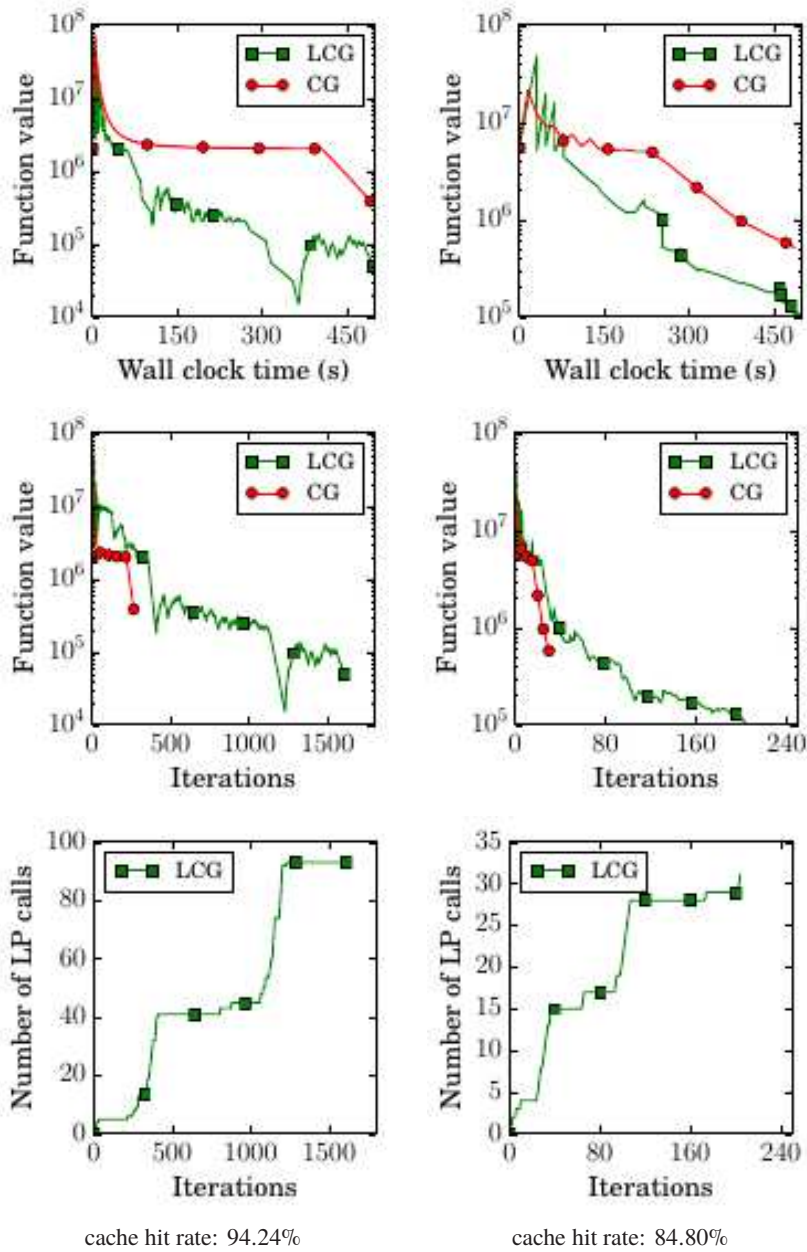 Function value
10^8
10^7
10^6
10^5
10^4
LCG
CG
0
150
300
450
Wall clock time (s)
Function value
10^8
10^7
10^6
10^5
LCG
CG
0
150
300
450
Wall clock time (s)
Function value
10^8
10^7
10^6
10^5
10^4
LCG
CG
0
500
1000
1500
Iterations
Function value
10^8
10^7
10^6
10^5
LCG
CG
0
80
160
240
Iterations
Number of LP calls
100
80
60
40
20
0
LCG
0
500
1000
1500
Iterations
Number of LP calls
35
30
25
20
15
10
5
0
LCG
0
80
160
240
Iterations
cache hit rate: 94.24%
cache hit rate: 84.80%